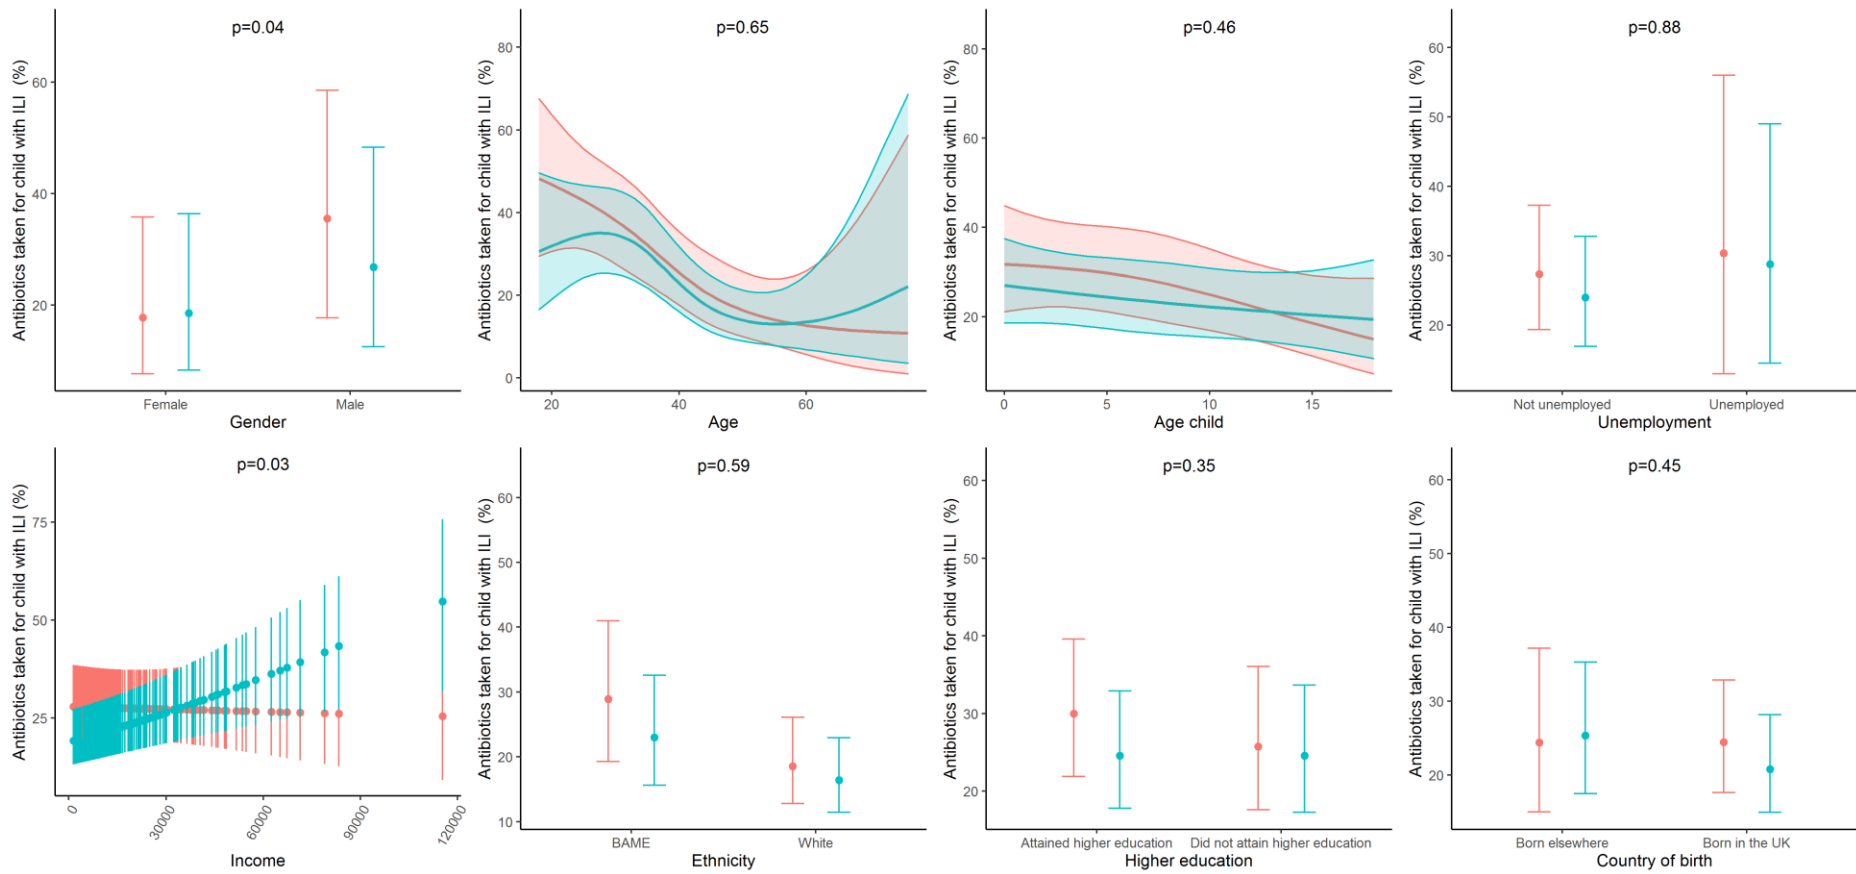 p=0.04
Antibiotics taken for child with ILI (%)
60
40
20
Female
Male
Gender
p=0.65
Antibiotics taken for child with ILI (%)
80
60
40
20
0
20
40
60
Age
p=0.46
Antibiotics taken for child with ILI (%)
80
60
40
20
0
5
10
15
Age child
p=0.88
Antibiotics taken for child with ILI (%)
60
50
40
30
20
Not unemployed
Unemployed
Unemployment
p=0.03
Antibiotics taken for child with ILI (%)
75
50
25
0
30000
60000
90000
120000
Income
p=0.59
Antibiotics taken for child with ILI (%)
60
50
40
30
20
10
BAME
White
Ethnicity
p=0.35
Antibiotics taken for child with ILI (%)
60
50
40
30
20
Attained higher education
Did not attain higher education
Higher education
p=0.45
Antibiotics taken for child with ILI (%)
60
50
40
30
20
Born elsewhere
Born in the UK
Country of birth